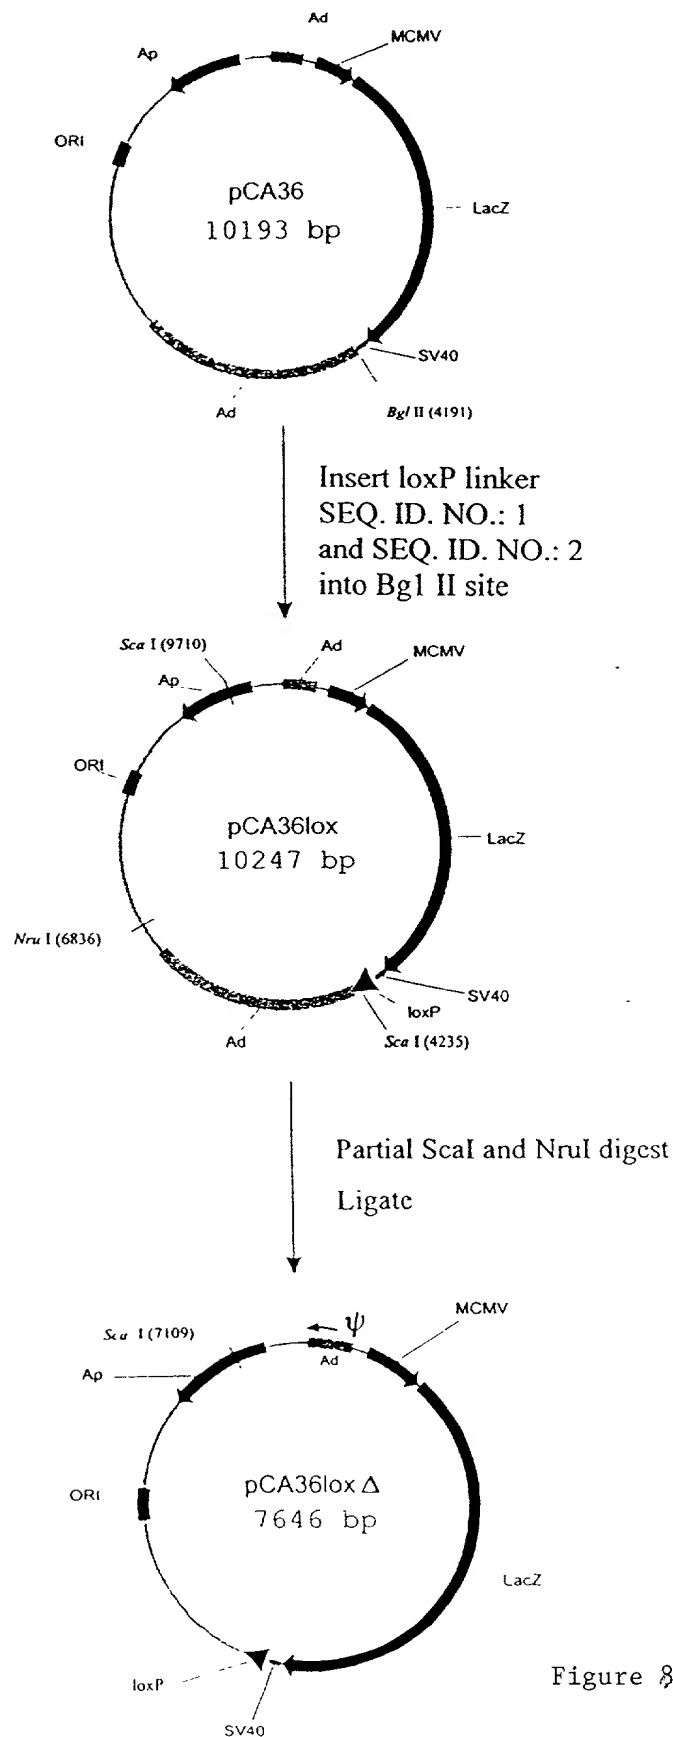 Ad
MCMV
Ap
ORI
pCA36
10193 bp
LacZ
SV40
Bgl II (4191)
Ad
Insert loxP linker
SEQ. ID. NO.: 1
and SEQ. ID. NO.: 2
into Bgl II site
Sca I (9710)
Ad
MCMV
Ap
ORI
pCA36lox
10247 bp
LacZ
Nru I (6836)
SV40
loxP
Ad
Sca I (4235)
Partial ScaI and NruI digest
Ligate
ψ
MCMV
Sca I (7109)
Ad
Ap
pCA36lox Δ
ORI
7646 bp
LacZ
loxP
Figure 8
SV40